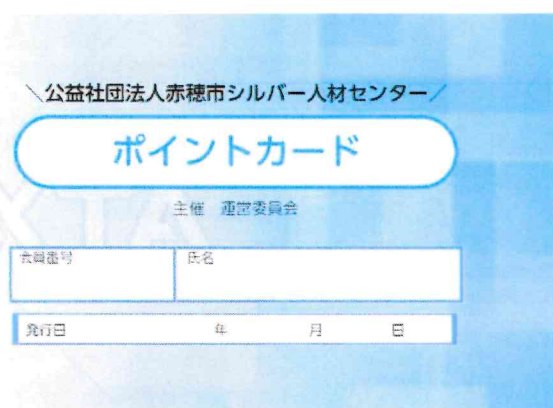 \公益社団法人赤穂市シルバー人材センター/
ポイントカード
主催　運営委員会
会員番号　氏名
発行日　年　月　日